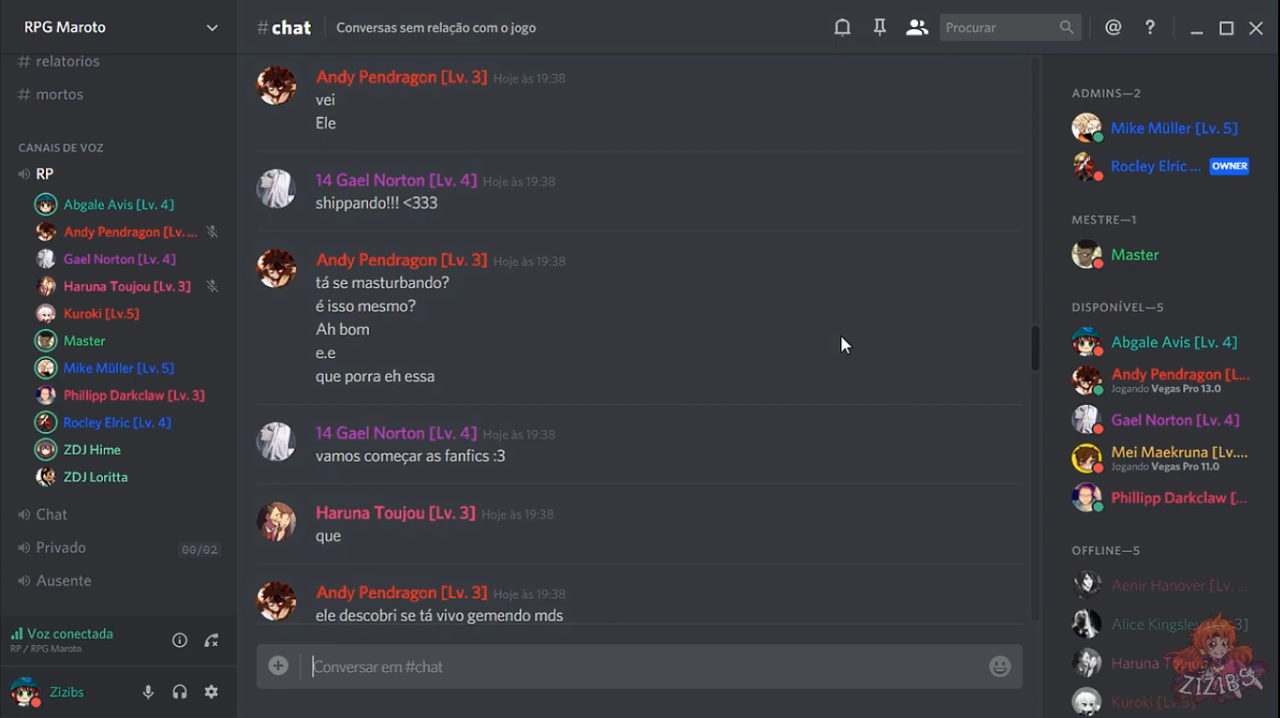 RPG Maroto
# relatorios
# mortos
CANAIS DE VOZ
RP
Abgale Avis [Lv. 4]
Andy Pendragon [Lv. ...
Gael Norton [Lv. 4]
Haruna Toujou [Lv. 3]
Kuroki [Lv.5]
Master
Mike Müller [Lv. 5]
Phillipp Darkclaw [Lv. 3]
Rocley Elric [Lv. 4]
ZDJ Hime
ZDJ Loritta
Chat
Privado 00/02
Ausente
Voz conectada
RP / RPG Maroto
Zizibs
#chat Conversas sem relação com o jogo
Procurar
Andy Pendragon [Lv. 3] Hoje às 19:38
vei
Ele
14 Gael Norton [Lv. 4] Hoje às 19:38
shippando!!! <333
Andy Pendragon [Lv. 3] Hoje às 19:38
tá se masturbando?
é isso mesmo?
Ah bom
e.e
que porra eh essa
14 Gael Norton [Lv. 4] Hoje às 19:38
vamos começar as fanfics :3
Haruna Toujou [Lv. 3] Hoje às 19:38
que
Andy Pendragon [Lv. 3] Hoje às 19:38
ele descobri se tá vivo gemendo mds
Conversar em #chat
ADMINS—2
Mike Müller [Lv. 5]
Rocley Elric ... OWNER
MESTRE—1
Master
DISPONÍVEL—5
Abgale Avis [Lv. 4]
Andy Pendragon [L...
Jogando Vegas Pro 13.0
Gael Norton [Lv. 4]
Mei Maekruna [Lv....
Jogando Vegas Pro 11.0
Phillipp Darkclaw [...
OFFLINE—5
Aenir Hanover [Lv. ...
Alice Kingsley [Lv. 3]
Haruna
Kuroki [Lv.5]
ZIZIBS